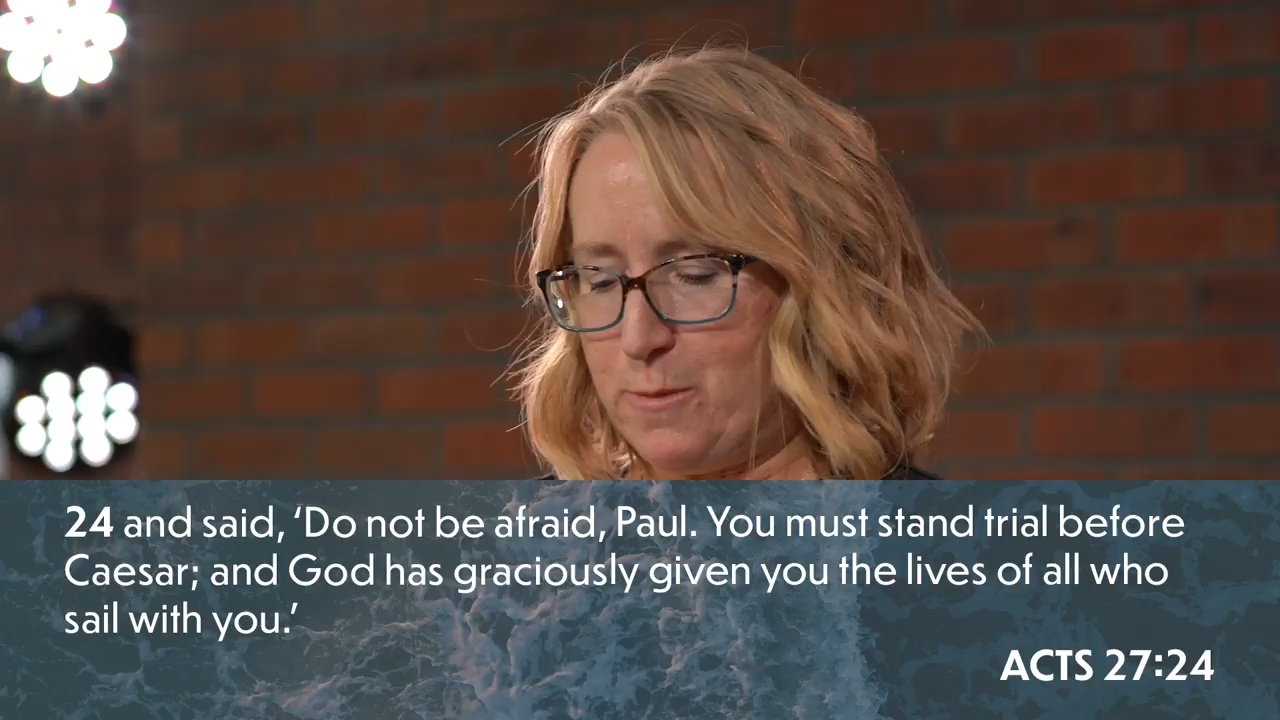 24 and said, ‘Do not be afraid, Paul. You must stand trial before
Caesar; and God has graciously given you the lives of all who
sail with you.’
ACTS 27:24